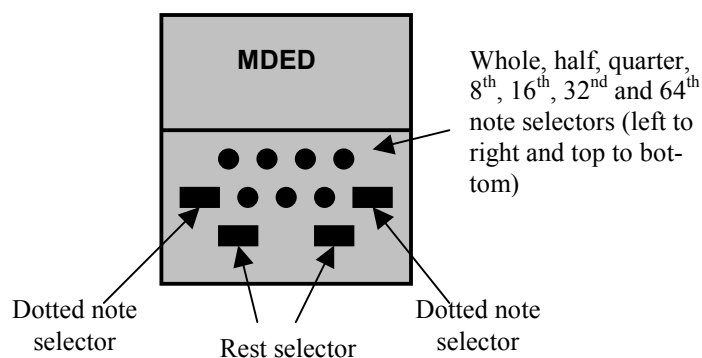 MDED
Whole, half, quarter,
8th, 16th, 32nd and 64th
note selectors (left to
right and top to bot-
tom)
Dotted note
selector
Rest selector
Dotted note
selector